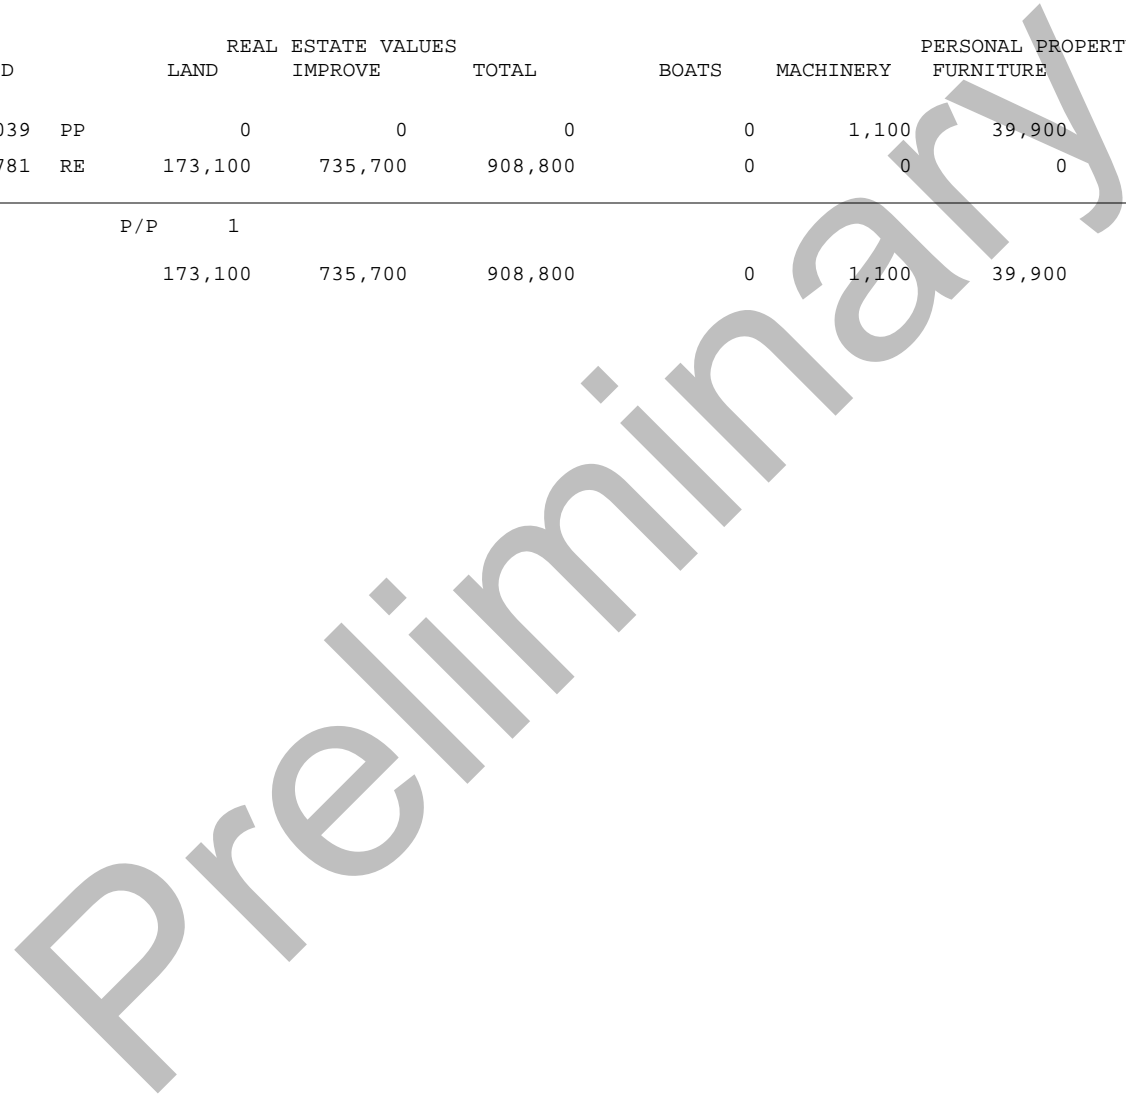 REAL ESTATE VALUES PERSONAL PROPERT
D LAND IMPROVE TOTAL BOATS MACHINERY FURNITURE
039 PP 0 0 0 0 1,100 39,900
781 RE 173,100 735,700 908,800 0 0 0
P/P 1
173,100 735,700 908,800 0 1,100 39,900
Preliminary